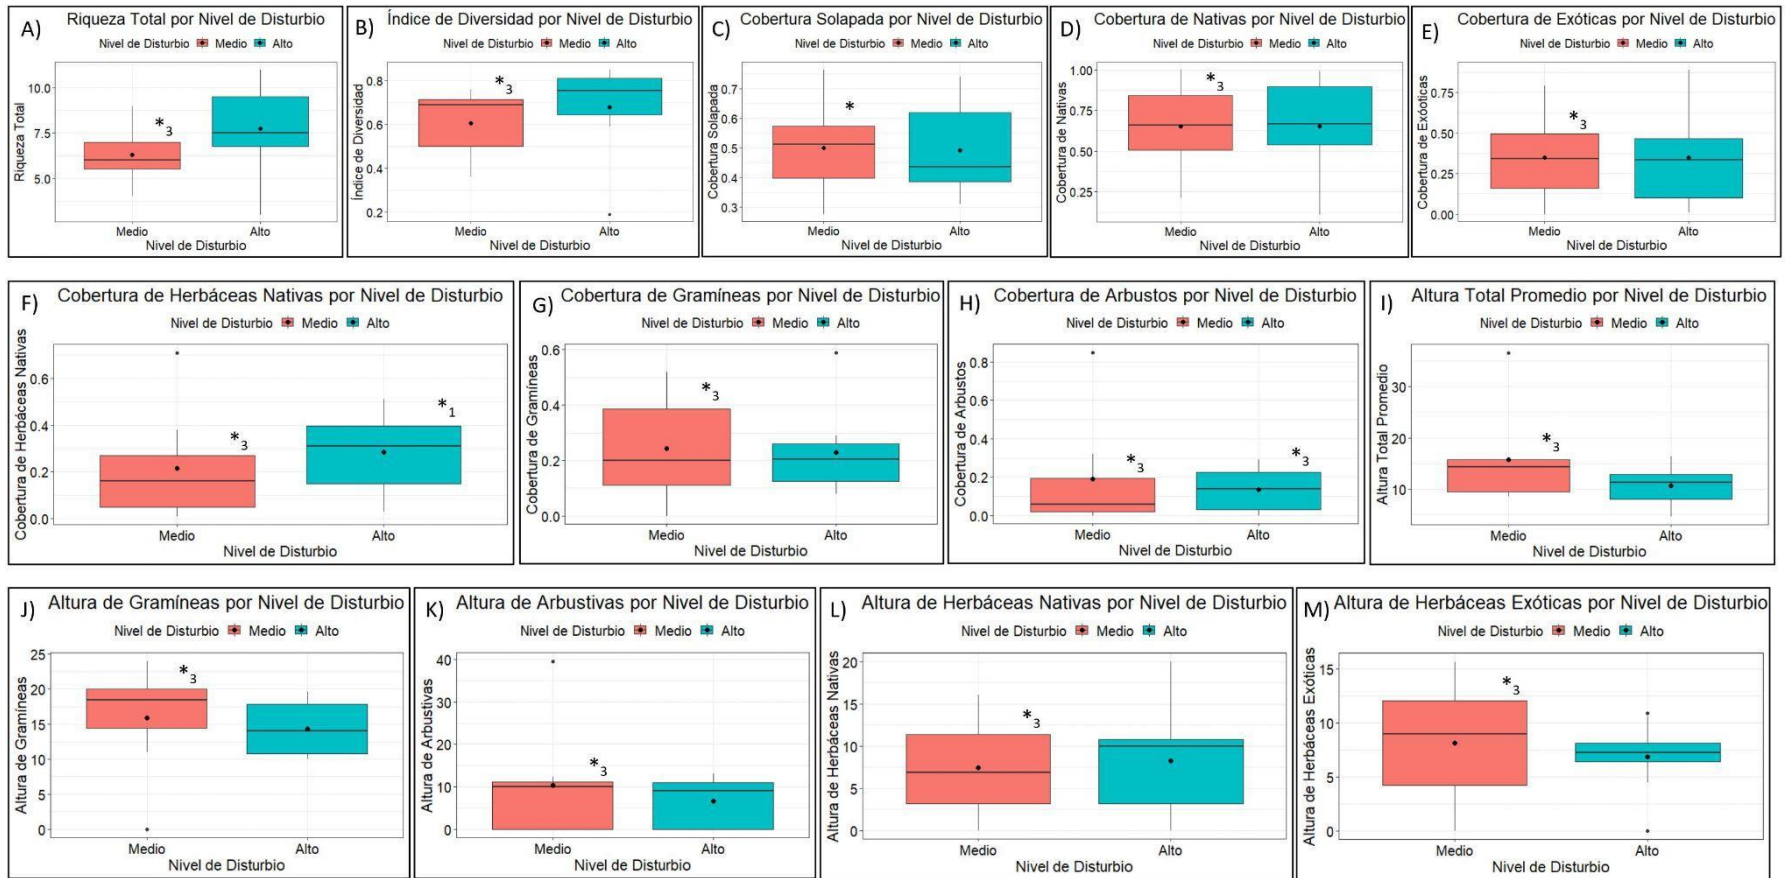 A) Riqueza Total por Nivel de Disturbio
Nivel de Disturbio Medio Alto
Riqueza Total
10.0
7.5
5.0
*3
Medio Alto
Nivel de Disturbio
B) Índice de Diversidad por Nivel de Disturbio
Nivel de Disturbio Medio Alto
Índice de Diversidad
0.8
0.6
0.4
0.2
*3
Medio Alto
Nivel de Disturbio
C) Cobertura Solapada por Nivel de Disturbio
Nivel de Disturbio Medio Alto
Cobertura Solapada
0.7
0.6
0.5
0.4
0.3
*
Medio Alto
Nivel de Disturbio
D) Cobertura de Nativas por Nivel de Disturbio
Nivel de Disturbio Medio Alto
Cobertura de Nativas
1.00
0.75
0.50
0.25
*3
Medio Alto
Nivel de Disturbio
E) Cobertura de Exóticas por Nivel de Disturbio
Nivel de Disturbio Medio Alto
Cobertura de Exóticas
0.75
0.50
0.25
0.00
*3
Medio Alto
Nivel de Disturbio
F) Cobertura de Herbáceas Nativas por Nivel de Disturbio
Nivel de Disturbio Medio Alto
Cobertura de Herbáceas Nativas
0.6
0.4
0.2
0.0
*3 *1
Medio Alto
Nivel de Disturbio
G) Cobertura de Gramíneas por Nivel de Disturbio
Nivel de Disturbio Medio Alto
Cobertura de Gramíneas
0.6
0.4
0.2
0.0
*3
Medio Alto
Nivel de Disturbio
H) Cobertura de Arbustos por Nivel de Disturbio
Nivel de Disturbio Medio Alto
Cobertura de Arbustos
0.8
0.6
0.4
0.2
0.0
*3 *3
Medio Alto
Nivel de Disturbio
I) Altura Total Promedio por Nivel de Disturbio
Nivel de Disturbio Medio Alto
Altura Total Promedio
30
20
10
*3
Medio Alto
Nivel de Disturbio
J) Altura de Gramíneas por Nivel de Disturbio
Nivel de Disturbio Medio Alto
Altura de Gramíneas
25
20
15
10
5
0
*3
Medio Alto
Nivel de Disturbio
K) Altura de Arbustivas por Nivel de Disturbio
Nivel de Disturbio Medio Alto
Altura de Arbustivas
40
30
20
10
0
*3
Medio Alto
Nivel de Disturbio
L) Altura de Herbáceas Nativas por Nivel de Disturbio
Nivel de Disturbio Medio Alto
Altura de Herbáceas Nativas
20
15
10
5
0
*3
Medio Alto
Nivel de Disturbio
M) Altura de Herbáceas Exóticas por Nivel de Disturbio
Nivel de Disturbio Medio Alto
Altura de Herbáceas Exóticas
15
10
5
0
*3
Medio Alto
Nivel de Disturbio